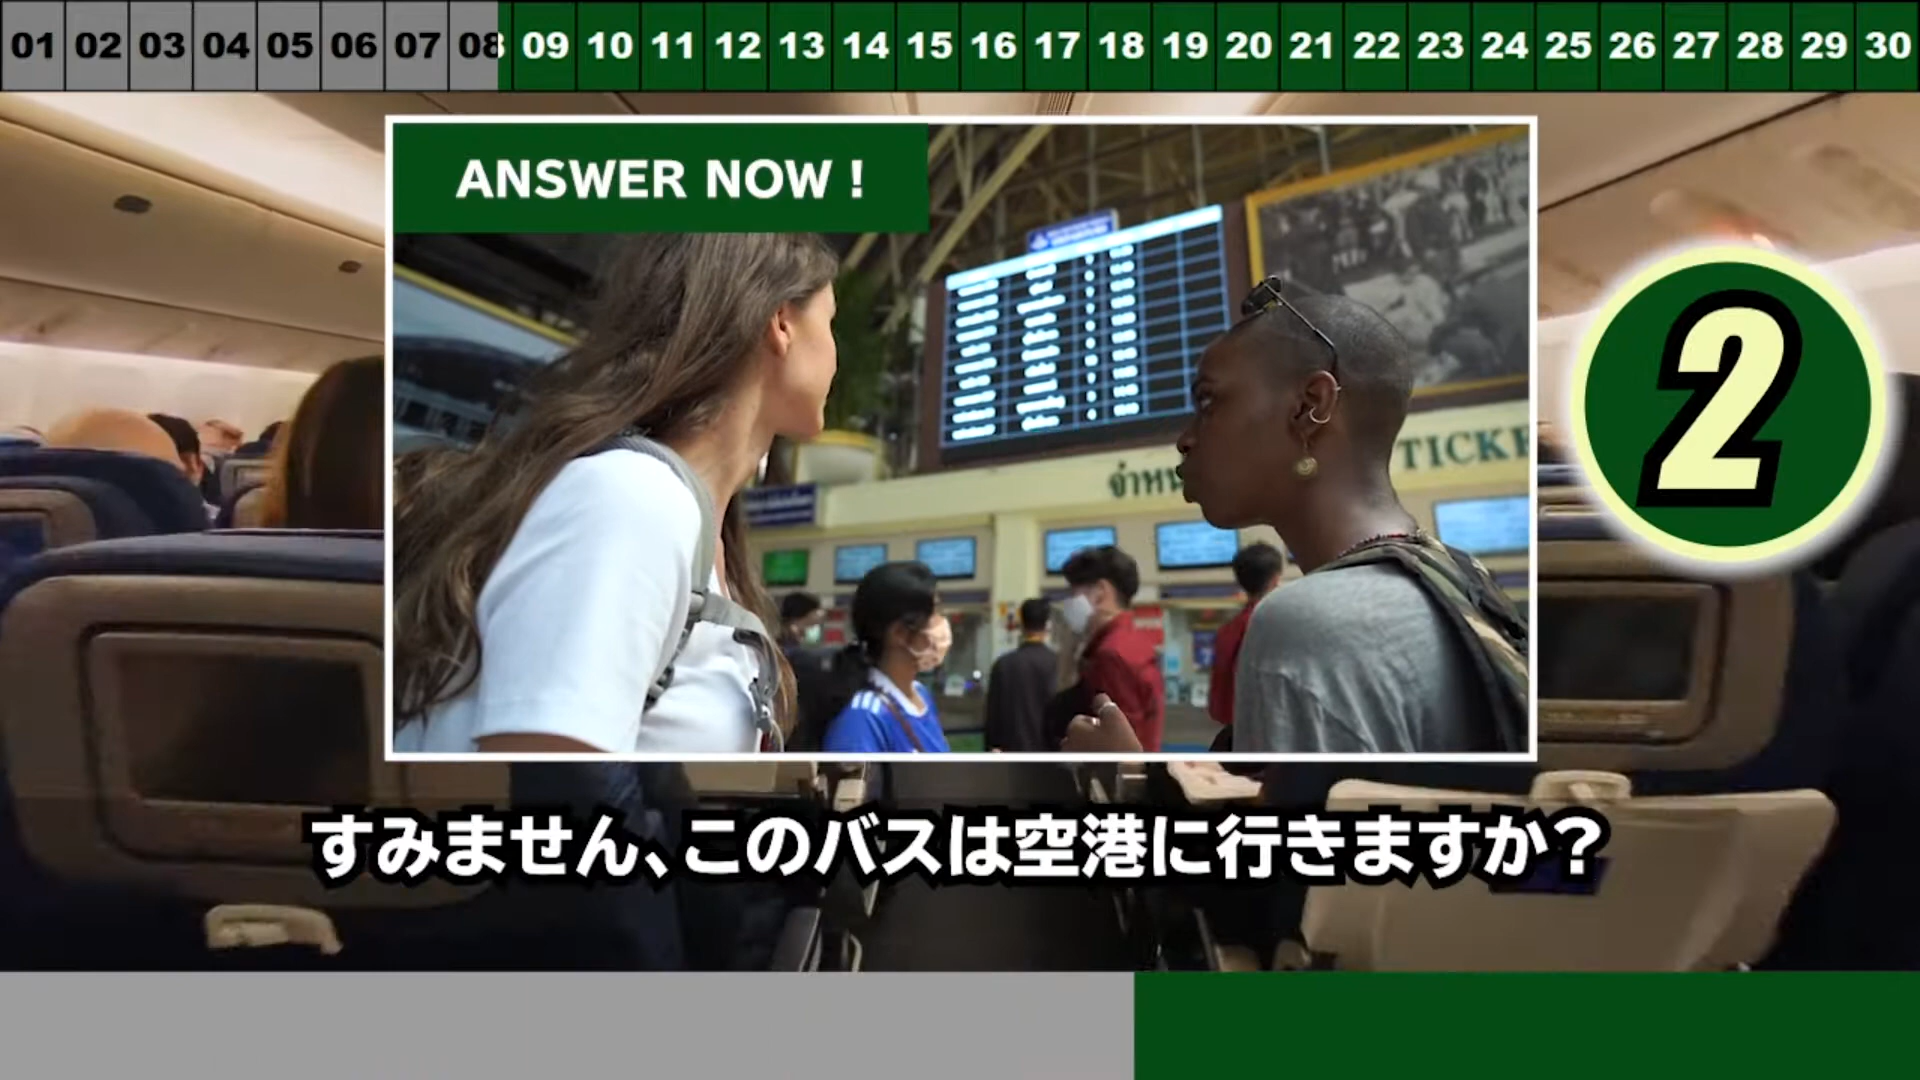 01 02 03 04 05 06 07 08 09 10 11 12 13 14 15 16 17 18 19 20 21 22 23 24 25 26 27 28 29 30
ANSWER NOW !
2
TICKE
すみません、このバスは空港に行きますか?